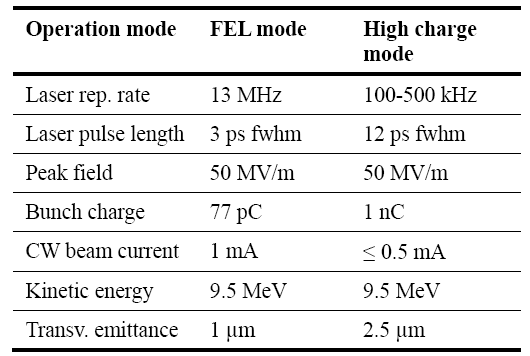 Operation mode FEL mode High charge
mode
Laser rep. rate 13 MHz 100-500 kHz
Laser pulse length 3 ps fwhm 12 ps fwhm
Peak field 50 MV/m 50 MV/m
Bunch charge 77 pC 1 nC
CW beam current 1 mA ≤ 0.5 mA
Kinetic energy 9.5 MeV 9.5 MeV
Transv. emittance 1 µm 2.5 µm